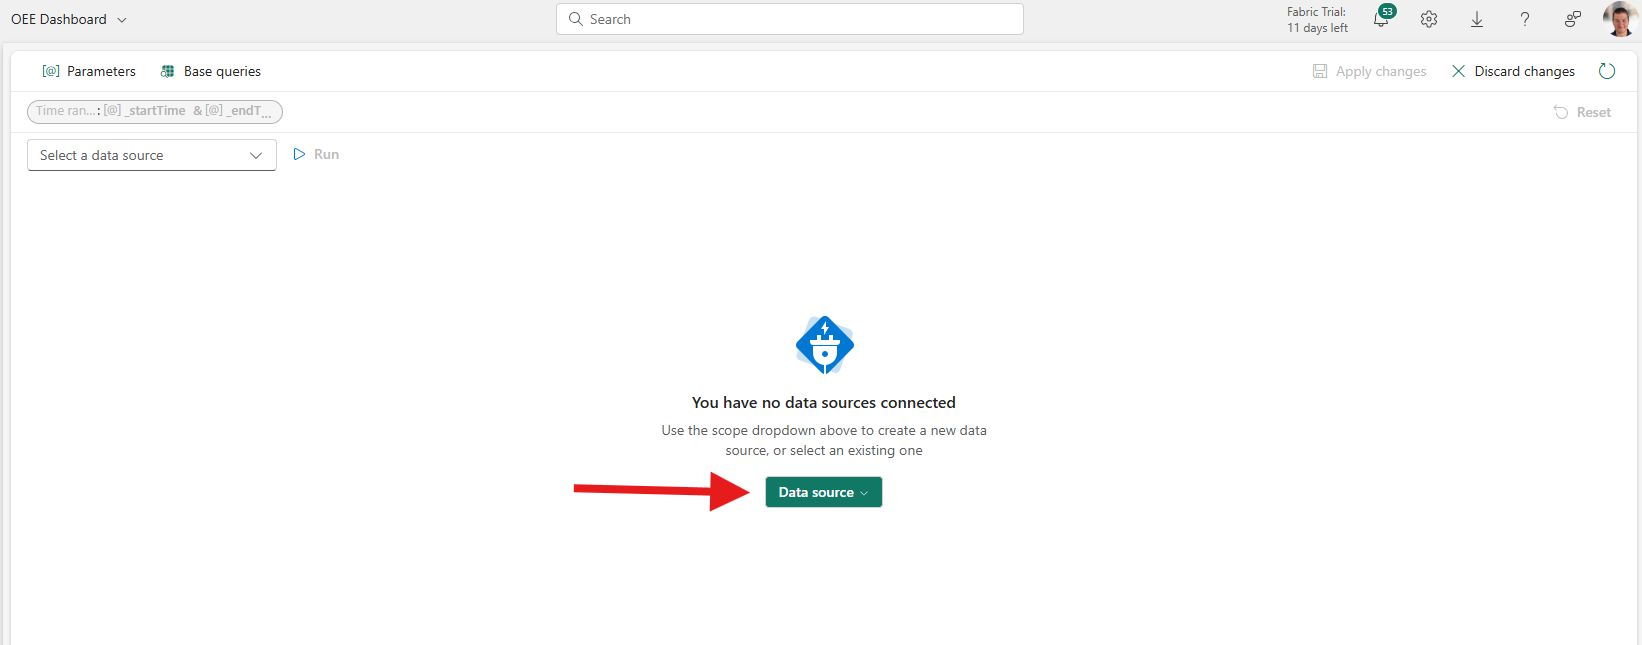 OEE Dashboard
Search
Fabric Trial:
11 days left
53
Parameters
Base queries
Apply changes
Discard changes
Time ran... : [@] _startTime & [@] _endT...
Reset
Select a data source
Run
You have no data sources connected
Use the scope dropdown above to create a new data
source, or select an existing one
Data source